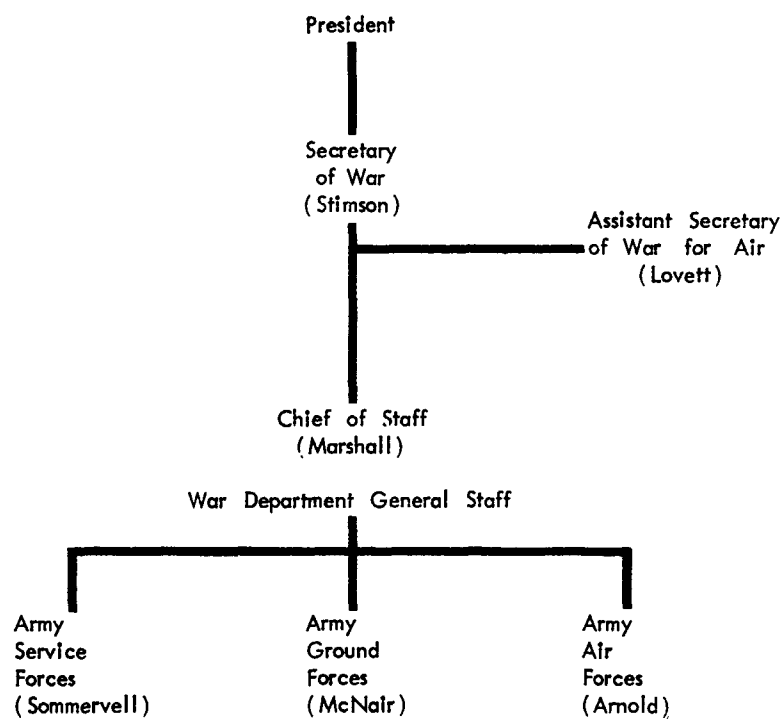 President
Secretary
of War
(Stimson)
Assistant Secretary
of War for Air
(Lovett)
Chief of Staff
(Marshall)
War Department General Staff
Army
Service
Forces
(Sommervell)
Army
Ground
Forces
(McNair)
Army
Air
Forces
(Arnold)